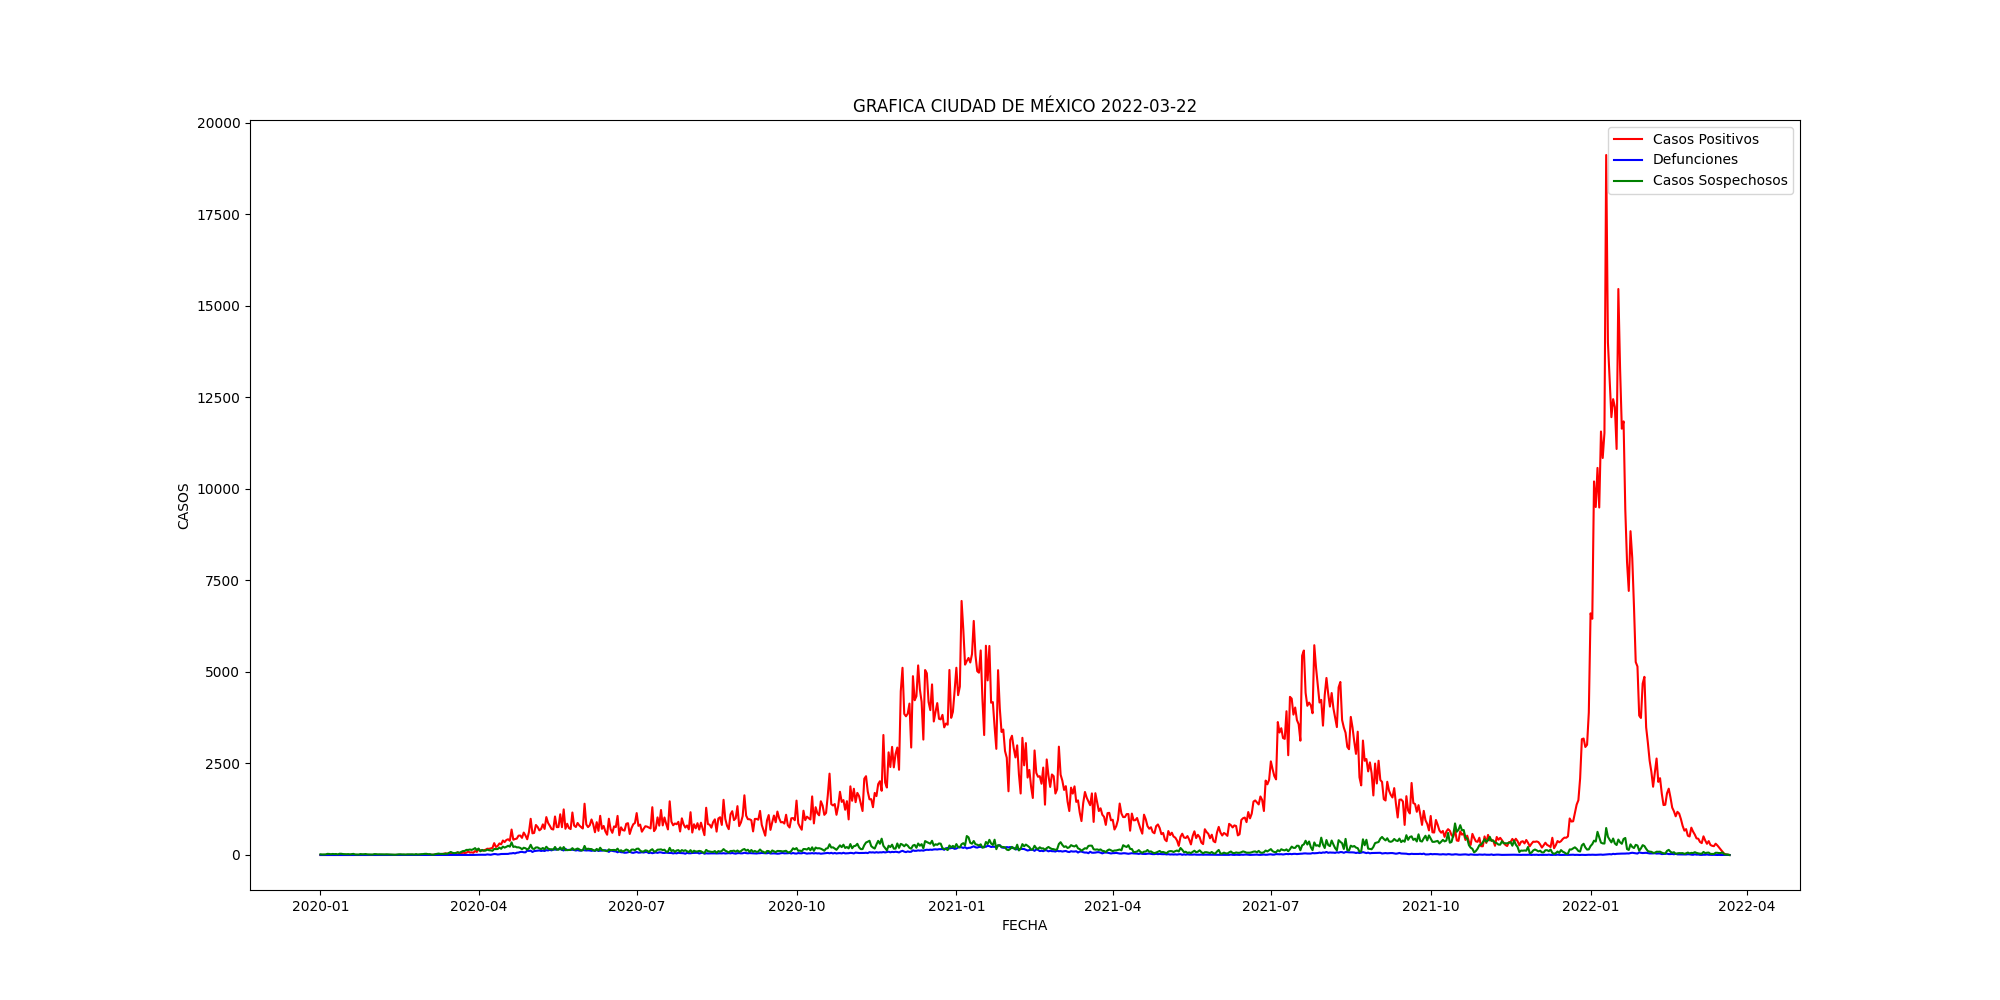 GRAFICA CIUDAD DE MÉXICO 2022-03-22
20000
17500
15000
12500
10000
7500
5000
2500
0
CASOS
Casos Positivos
Defunciones
Casos Sospechosos
2020-01 2020-04 2020-07 2020-10 2021-01 2021-04 2021-07 2021-10 2022-01 2022-04
FECHA